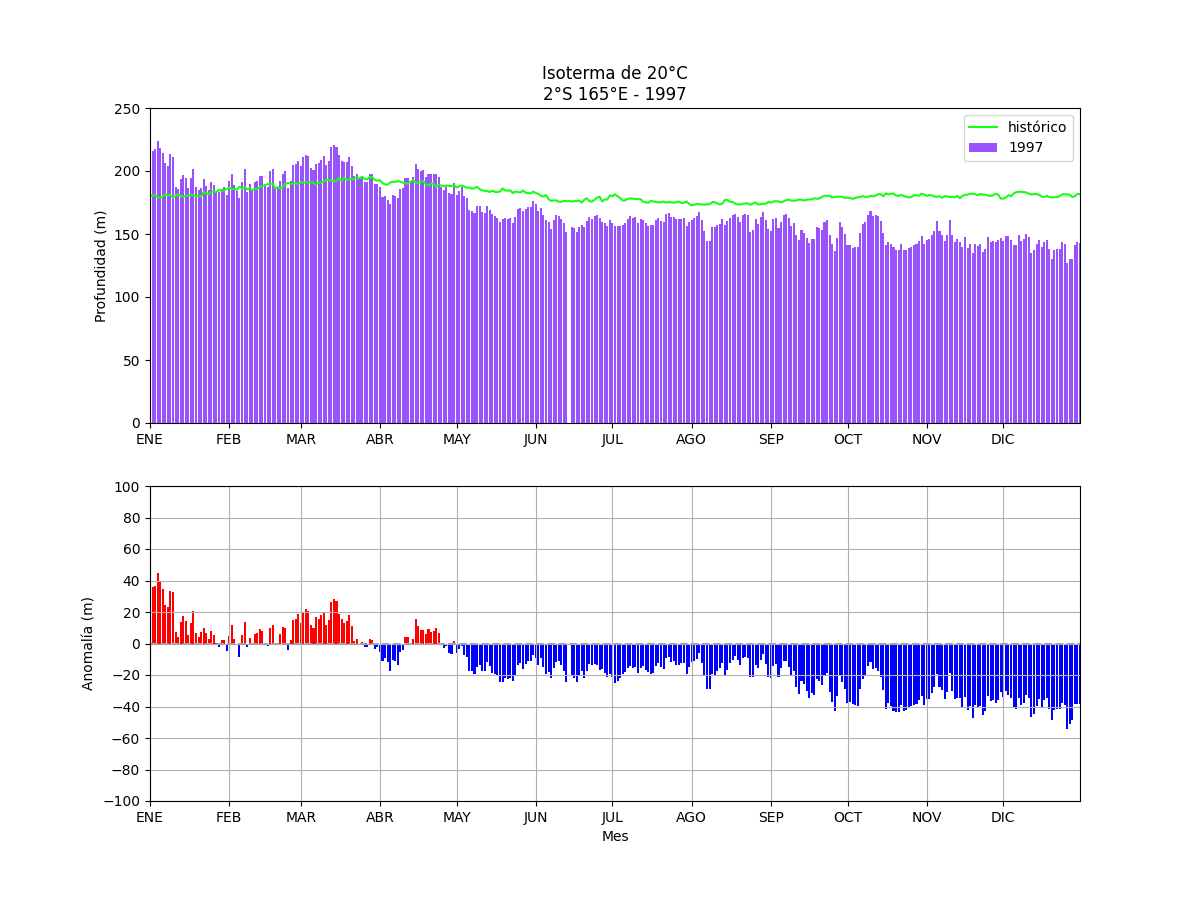 Isoterma de 20°C
2°S 165°E - 1997
250
200
150
100
50
0
Profundidad (m)
histórico
1997
ENE FEB MAR ABR MAY JUN JUL AGO SEP OCT NOV DIC
100
80
60
40
20
0
−20
−40
−60
−80
−100
Anomalía (m)
ENE FEB MAR ABR MAY JUN JUL AGO SEP OCT NOV DIC
Mes